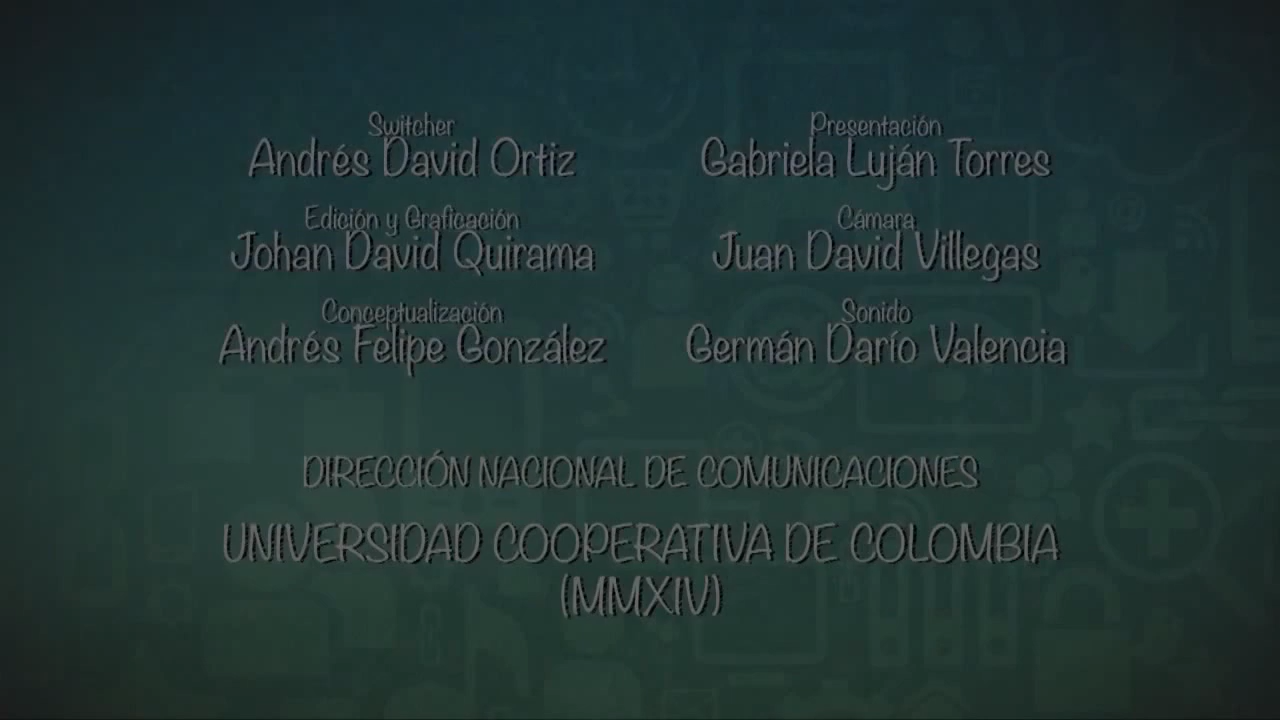 Switcher
Andrés David Ortiz
Edición y Graficación
Johan David Quirama
Conceptualización
Andrés Felipe González
Presentación
Gabriela Luján Torres
Cámara
Juan David Villegas
Sonido
Germán Darío Valencia
DIRECCIÓN NACIONAL DE COMUNICACIONES
UNIVERSIDAD COOPERATIVA DE COLOMBIA
(MMXIV)